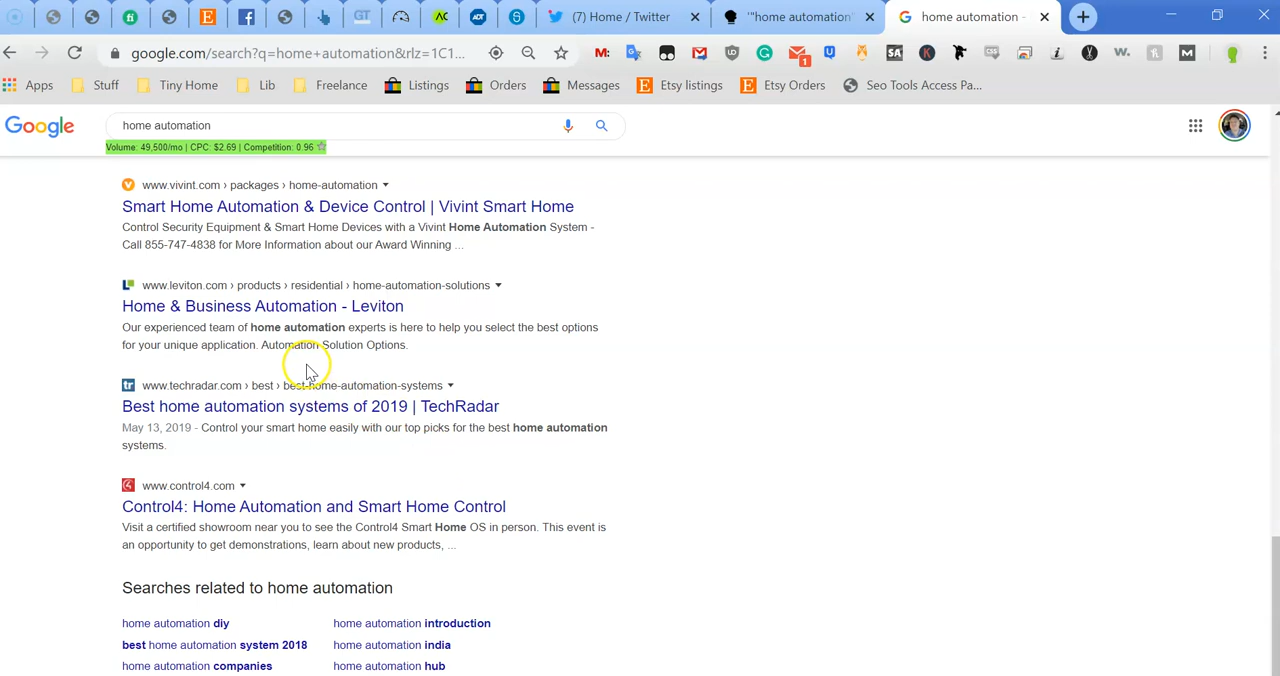 GT
AC
ADT
S
(7) Home / Twitter
"home automation"
home automation -
google.com/search?q=home+automation&rlz=1C1...
Apps
Stuff
Tiny Home
Lib
Freelance
Listings
Orders
Messages
Etsy listings
Etsy Orders
Seo Tools Access Pa...
Google
home automation
Volume: 49,500/mo | CPC: $2.69 | Competition: 0.96
www.vivint.com › packages › home-automation
Smart Home Automation & Device Control | Vivint Smart Home
Control Security Equipment & Smart Home Devices with a Vivint Home Automation System -
Call 855-747-4838 for More Information about our Award Winning ...
www.leviton.com › products › residential › home-automation-solutions
Home & Business Automation - Leviton
Our experienced team of home automation experts is here to help you select the best options
for your unique application. Automation Solution Options.
www.techradar.com › best › best-home-automation-systems
Best home automation systems of 2019 | TechRadar
May 13, 2019 - Control your smart home easily with our top picks for the best home automation
systems.
www.control4.com
Control4: Home Automation and Smart Home Control
Visit a certified showroom near you to see the Control4 Smart Home OS in person. This event is
an opportunity to get demonstrations, learn about new products, ...
Searches related to home automation
home automation diy
home automation introduction
best home automation system 2018
home automation india
home automation companies
home automation hub